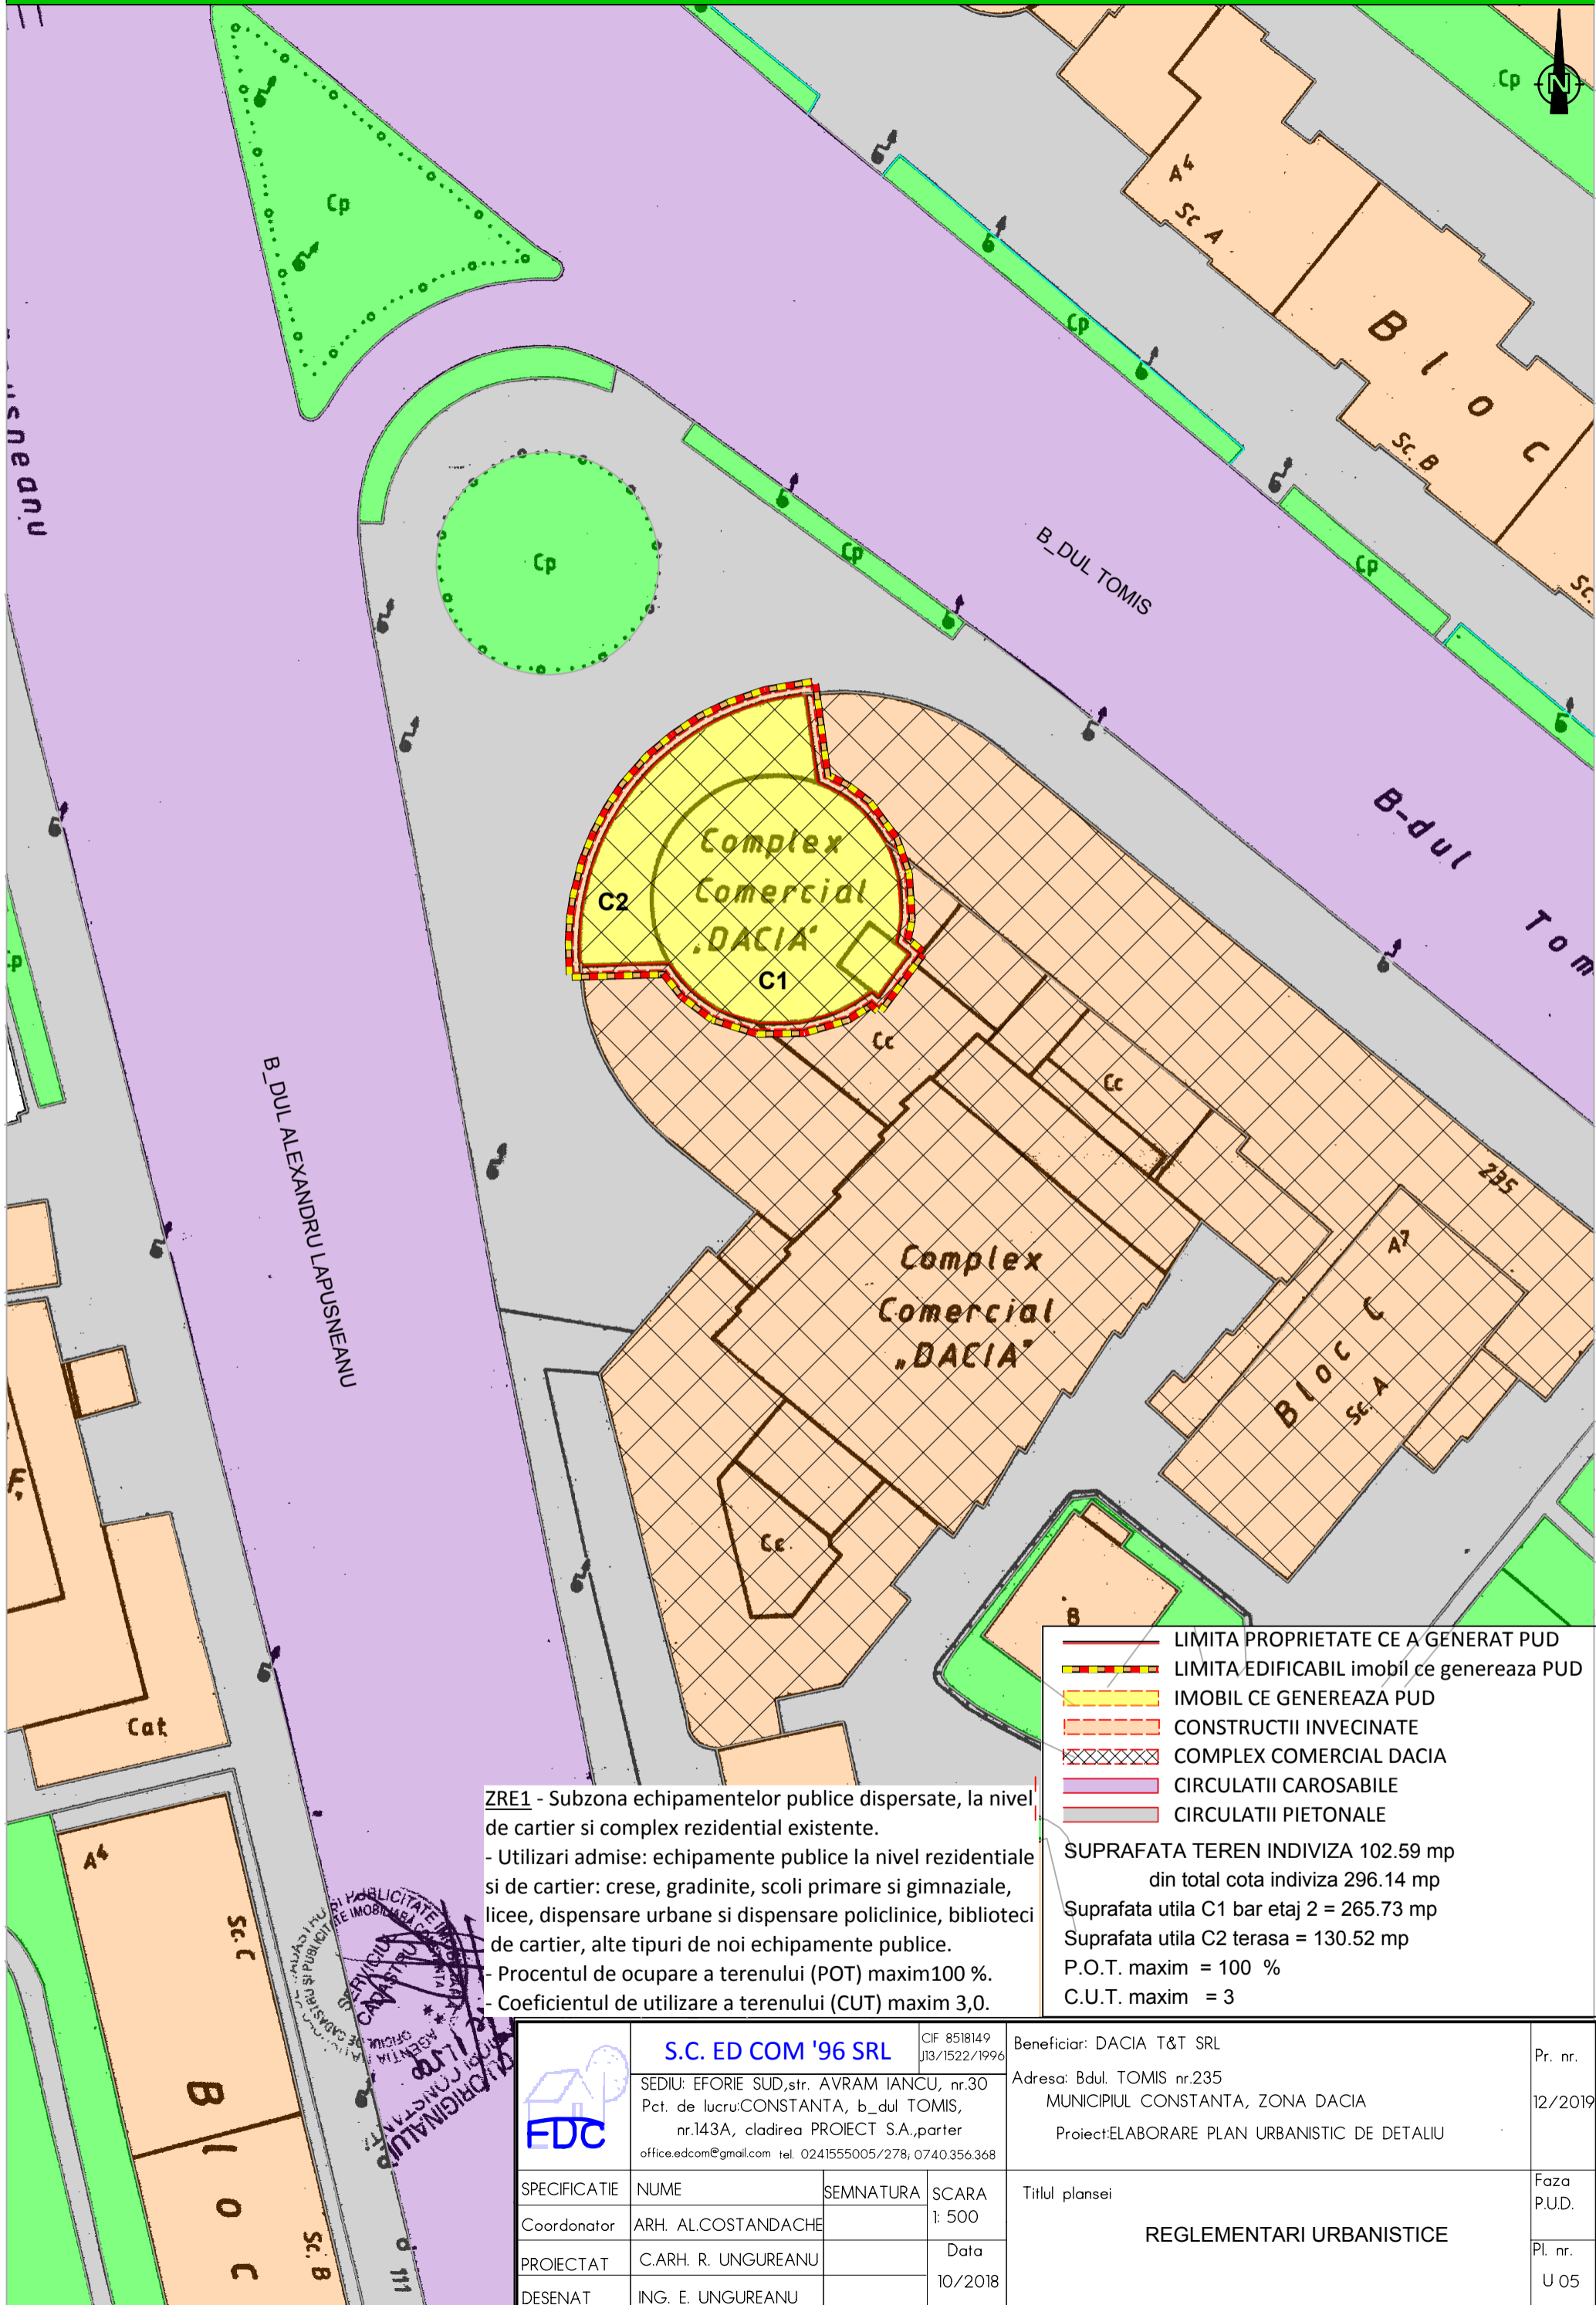 Cp
N
Cp
A4
Sc A
Cp
Bloc
Sc. B
Cp
usneanu
Cp
Cp
Cp
Sc.
B_DUL TOMIS
B-dul
Tom
Complex
Comercial
„DACIA"
C2
C1
p
Cc
Cc
B_DUL ALEXANDRU LAPUSNEANU
235
A7
Complex
Comercial
„DACIA"
Bloc C
Sc. A
F.
Cc.
B
Cat
LIMITA PROPRIETATE CE A GENERAT PUD
LIMITA EDIFICABIL imobil ce genereaza PUD
IMOBIL CE GENEREAZA PUD
CONSTRUCTII INVECINATE
COMPLEX COMERCIAL DACIA
CIRCULATII CAROSABILE
CIRCULATII PIETONALE
SUPRAFATA TEREN INDIVIZA 102.59 mp
din total cota indiviza 296.14 mp
Suprafata utila C1 bar etaj 2 = 265.73 mp
Suprafata utila C2 terasa = 130.52 mp
P.O.T. maxim = 100 %
C.U.T. maxim = 3
ZRE1 - Subzona echipamentelor publice dispersate, la nivel
de cartier si complex rezidential existente.
- Utilizari admise: echipamente publice la nivel rezidentiale
si de cartier: crese, gradinite, scoli primare si gimnaziale,
licee, dispensare urbane si dispensare policlinice, biblioteci
de cartier, alte tipuri de noi echipamente publice.
- Procentul de ocupare a terenului (POT) maxim100 %.
- Coeficientul de utilizare a terenului (CUT) maxim 3,0.
A4
Sc. C
Bloc
Sc. B
111
SERVICIU
CADASTRU
ORIGINALUL
FDC
S.C. ED COM '96 SRL
CIF 8518149
J13/1522/1996
SEDIU: EFORIE SUD,str. AVRAM IANCU, nr.30
Pct. de lucru:CONSTANTA, b_dul TOMIS,
nr.143A, cladirea PROIECT S.A.,parter
office.edcom@gmail.com tel. 0241555005/278; 0740.356.368
Beneficiar: DACIA T&T SRL
Adresa: Bdul. TOMIS nr.235
MUNICIPIUL CONSTANTA, ZONA DACIA
Proiect:ELABORARE PLAN URBANISTIC DE DETALIU
Pr. nr.
12/2019
SPECIFICATIE NUME SEMNATURA SCARA
1: 500
Coordonator ARH. AL.COSTANDACHE
PROIECTAT C.ARH. R. UNGUREANU
DESENAT ING. E. UNGUREANU
Data
10/2018
Titlul plansei
REGLEMENTARI URBANISTICE
Faza
P.U.D.
Pl. nr.
U 05